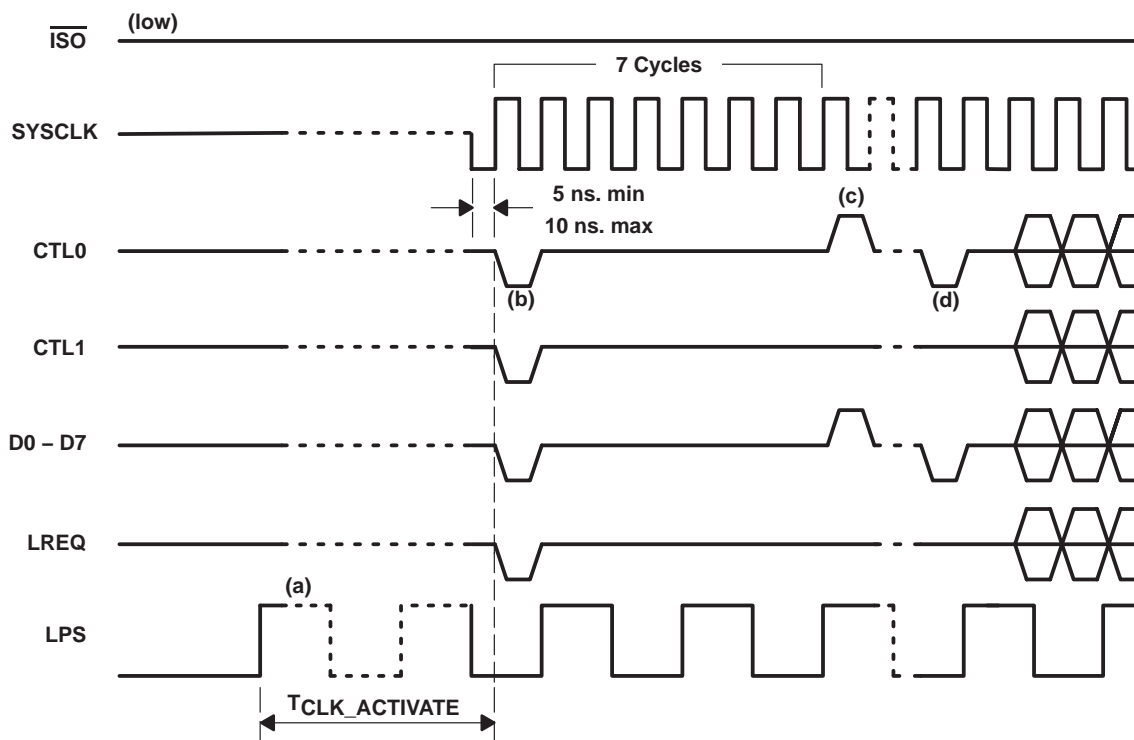 (low)
ISO
7 Cycles
SYSCLK
5 ns. min
10 ns. max
(c)
CTL0
(b)
(d)
CTL1
D0 – D7
LREQ
(a)
LPS
TCLK_ACTIVATE